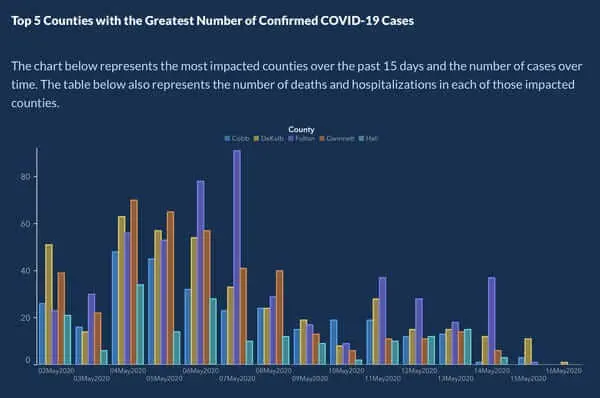 Top 5 Counties with the Greatest Number of Confirmed COVID-19 Cases
The chart below represents the most impacted counties over the past 15 days and the number of cases over
time. The table below also represents the number of deaths and hospitalizations in each of those impacted
counties.
County
Cobb DeKalb Fulton Gwinnett Hall
80
60
40
20
0
02May2020 04May2020 06May2020 08May2020 10May2020 12May2020 14May2020 16May2020
03May2020 05May2020 07May2020 09May2020 11May2020 13May2020 15May2020